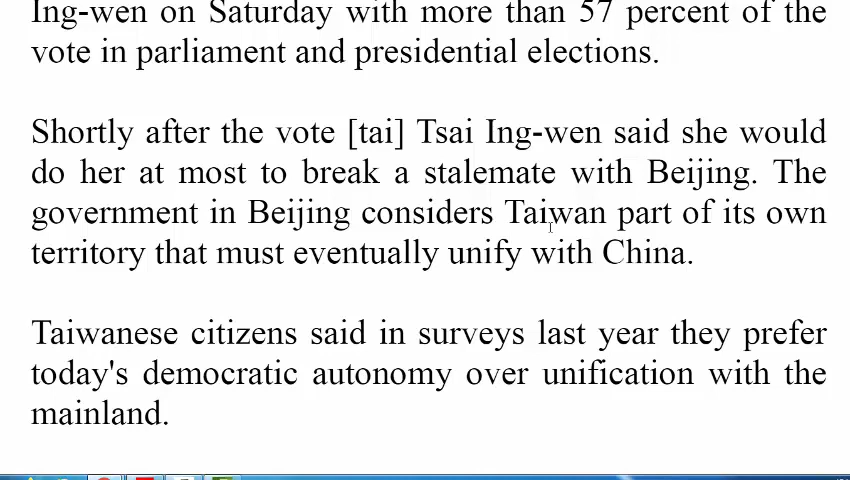 Ing-wen on Saturday with more than 57 percent of the
vote in parliament and presidential elections.
Shortly after the vote [tai] Tsai Ing-wen said she would
do her at most to break a stalemate with Beijing. The
government in Beijing considers Taiwan part of its own
territory that must eventually unify with China.
Taiwanese citizens said in surveys last year they prefer
today's democratic autonomy over unification with the
mainland.